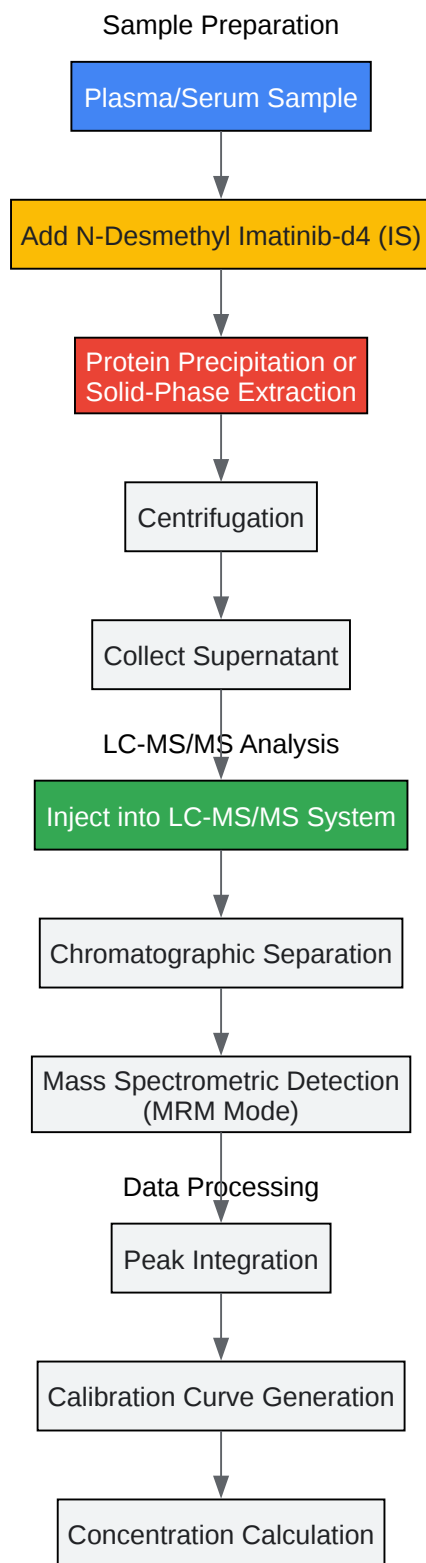 Sample Preparation
Plasma/Serum Sample
Add N-Desmethyl Imatinib-d4 (IS)
Protein Precipitation or
Solid-Phase Extraction
Centrifugation
Collect Supernatant
LC-MS/MS Analysis
Inject into LC-MS/MS System
Chromatographic Separation
Mass Spectrometric Detection
(MRM Mode)
Data Processing
Peak Integration
Calibration Curve Generation
Concentration Calculation